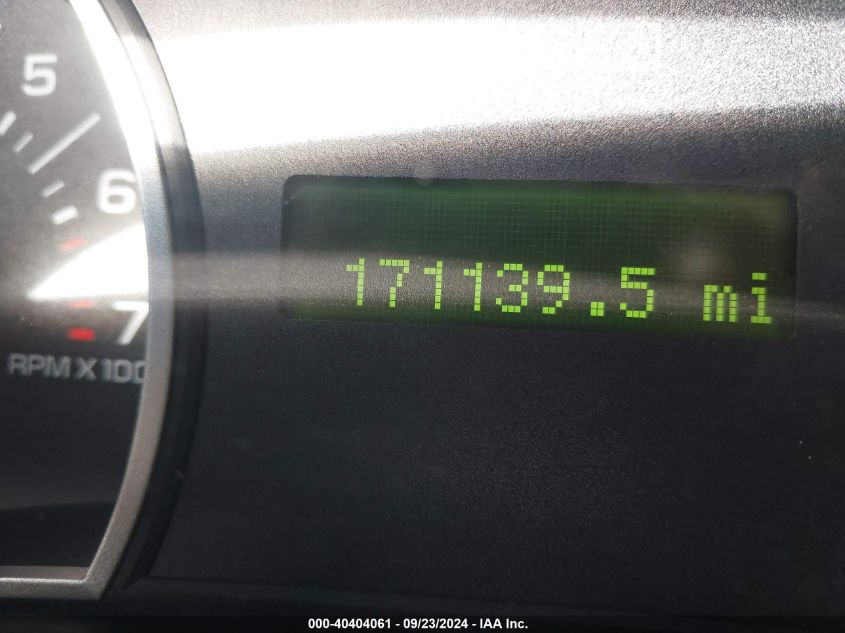 5
6
7
RPM X 100
171139.5 mi
000-40404061 - 09/23/2024 - IAA Inc.